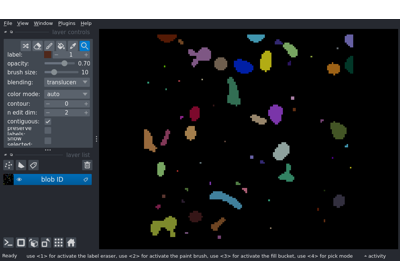 File View Window Plugins Help
layer controls
label: 1
opacity: 0.70
brush size: 10
blending: translucen
color mode: auto
contour: 0
n edit dim: 2
contiguous:
preserve
labels:
show
selected:
layer list
blob ID
Ready use <1> for activate the label eraser, use <2> for activate the paint brush, use <3> for activate the fill bucket, use <4> for pick mode activity